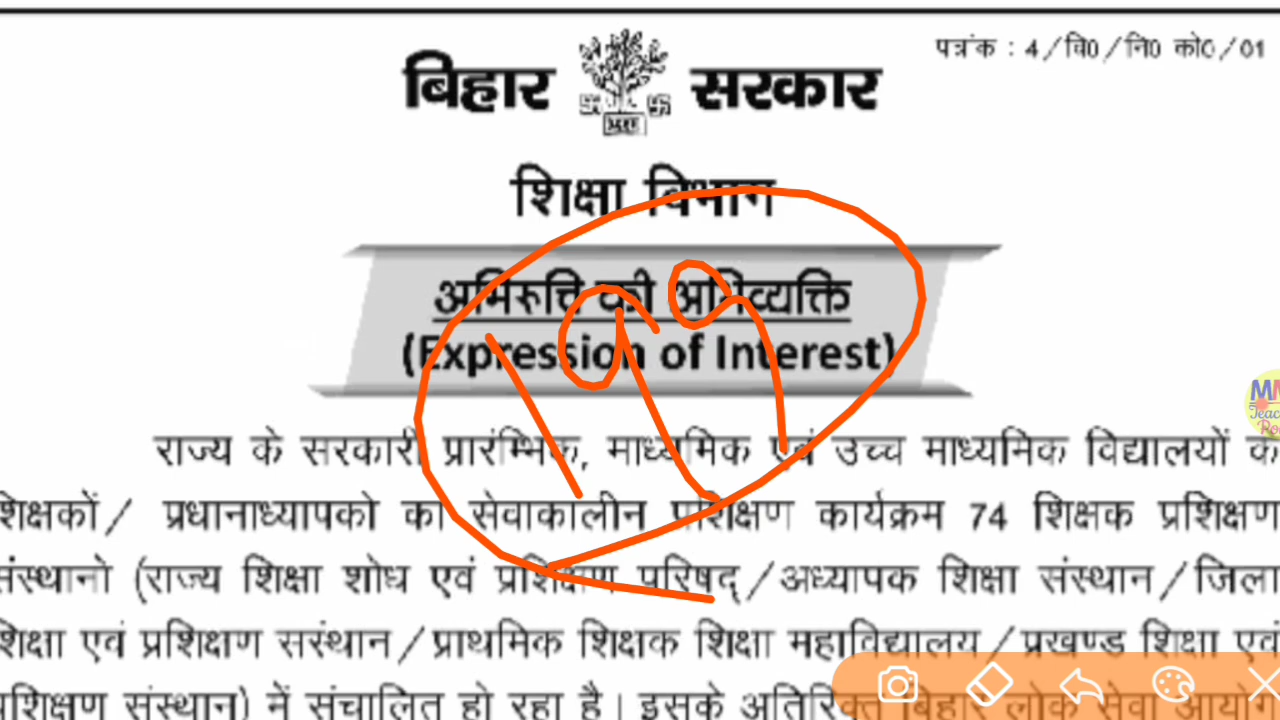 पत्रंक : 4/वि0/नि0 को0/01
बिहार सरकार
शिक्षा विभाग
अभिरूत्ति की अभिव्यक्ति
(Expression of Interest)
राज्य के सरकारी प्रारंम्भिक, माध्यमिक एवं उच्च माध्यमिक विद्यालयों के
शिक्षकों/ प्रधानाध्यापको का सेवाकालीन प्रशिक्षण कार्यक्रम 74 शिक्षक प्रशिक्षण
संस्थानो (राज्य शिक्षा शोध एवं प्रशिक्षण परिषद्/अध्यापक शिक्षा संस्थान/जिला
शिक्षा एवं प्रशिक्षण सरंथान/प्राथमिक शिक्षक शिक्षा महाविद्यालय/प्रखण्ड शिक्षा एवं
प्रशिक्षण संस्थान) में संचालित हो रहा है। इसके अतिरिक्त बिहार लोक सेवा आयोग